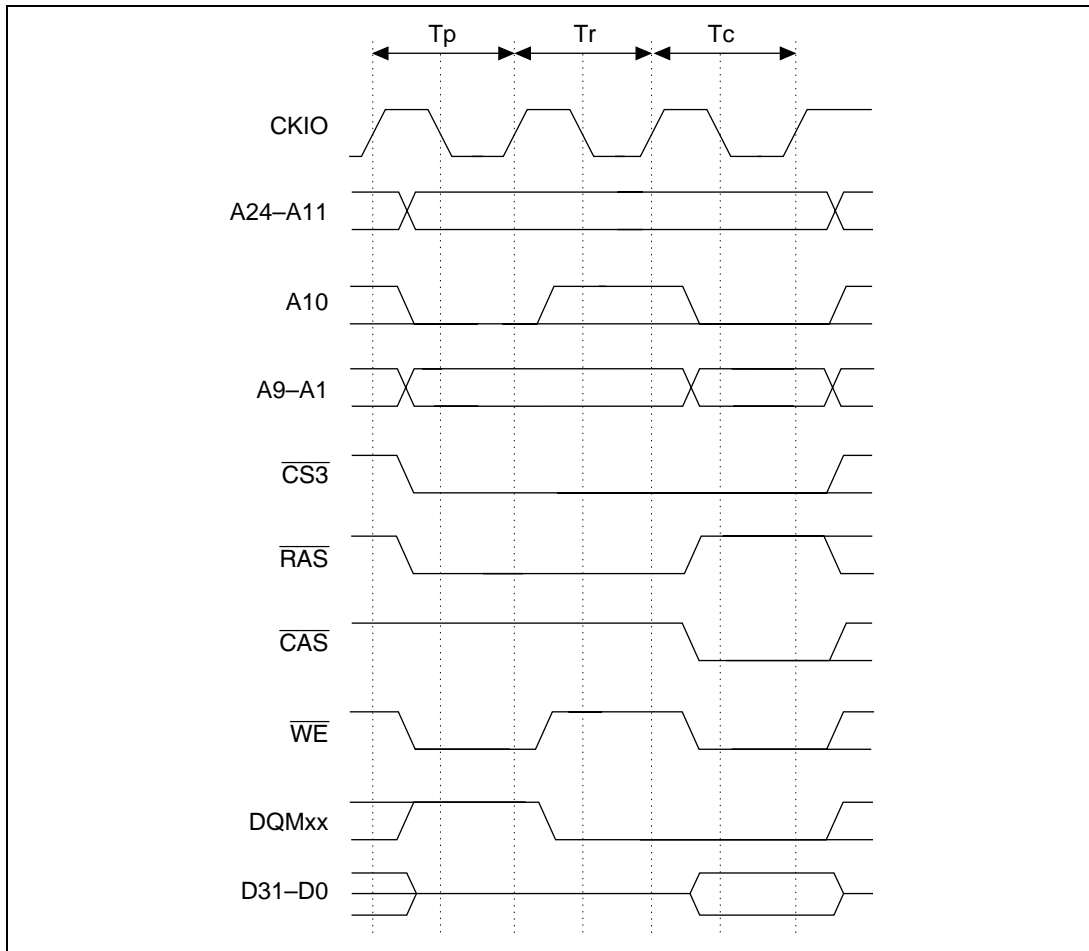 Tp Tr Tc
CKIO
A24–A11
A10
A9–A1
CS3
RAS
CAS
WE
DQMxx
D31–D0